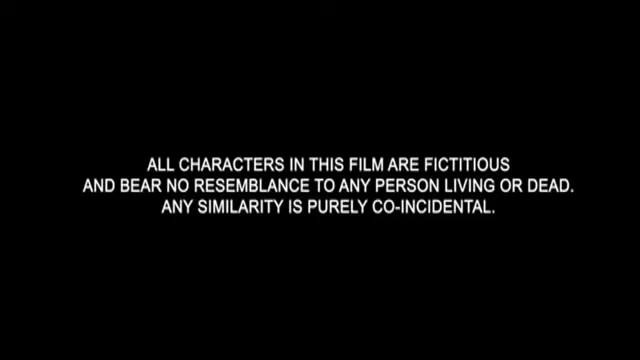 ALL CHARACTERS IN THIS FILM ARE FICTITIOUS
AND BEAR NO RESEMBLANCE TO ANY PERSON LIVING OR DEAD.
ANY SIMILARITY IS PURELY CO-INCIDENTAL.